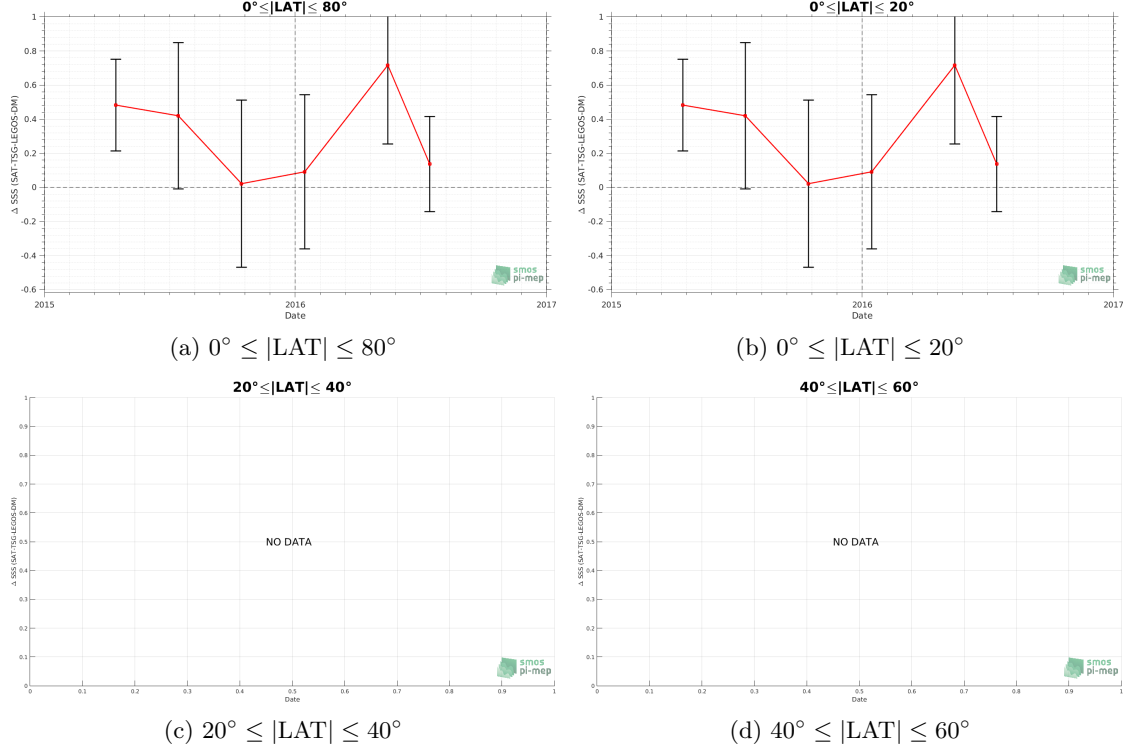 0°≤|LAT|≤ 80°
1
0.8
0.6
0.4
0.2
0
-0.2
-0.4
-0.6
Δ SSS (SAT-TSG-LEGOS-DM)
smos
pi-mep
2015 2016 2017
Date
(a) 0° ≤ |LAT| ≤ 80°
0°≤|LAT|≤ 20°
1
0.8
0.6
0.4
0.2
0
-0.2
-0.4
-0.6
Δ SSS (SAT-TSG-LEGOS-DM)
smos
pi-mep
2015 2016 2017
Date
(b) 0° ≤ |LAT| ≤ 20°
20°≤|LAT|≤ 40°
1
0.9
0.8
0.7
0.6
0.5
0.4
0.3
0.2
0.1
0
Δ SSS (SAT-TSG-LEGOS-DM)
NO DATA
smos
pi-mep
0 0.1 0.2 0.3 0.4 0.5 0.6 0.7 0.8 0.9 1
Date
(c) 20° ≤ |LAT| ≤ 40°
40°≤|LAT|≤ 60°
1
0.9
0.8
0.7
0.6
0.5
0.4
0.3
0.2
0.1
0
Δ SSS (SAT-TSG-LEGOS-DM)
NO DATA
smos
pi-mep
0 0.1 0.2 0.3 0.4 0.5 0.6 0.7 0.8 0.9 1
Date
(d) 40° ≤ |LAT| ≤ 60°